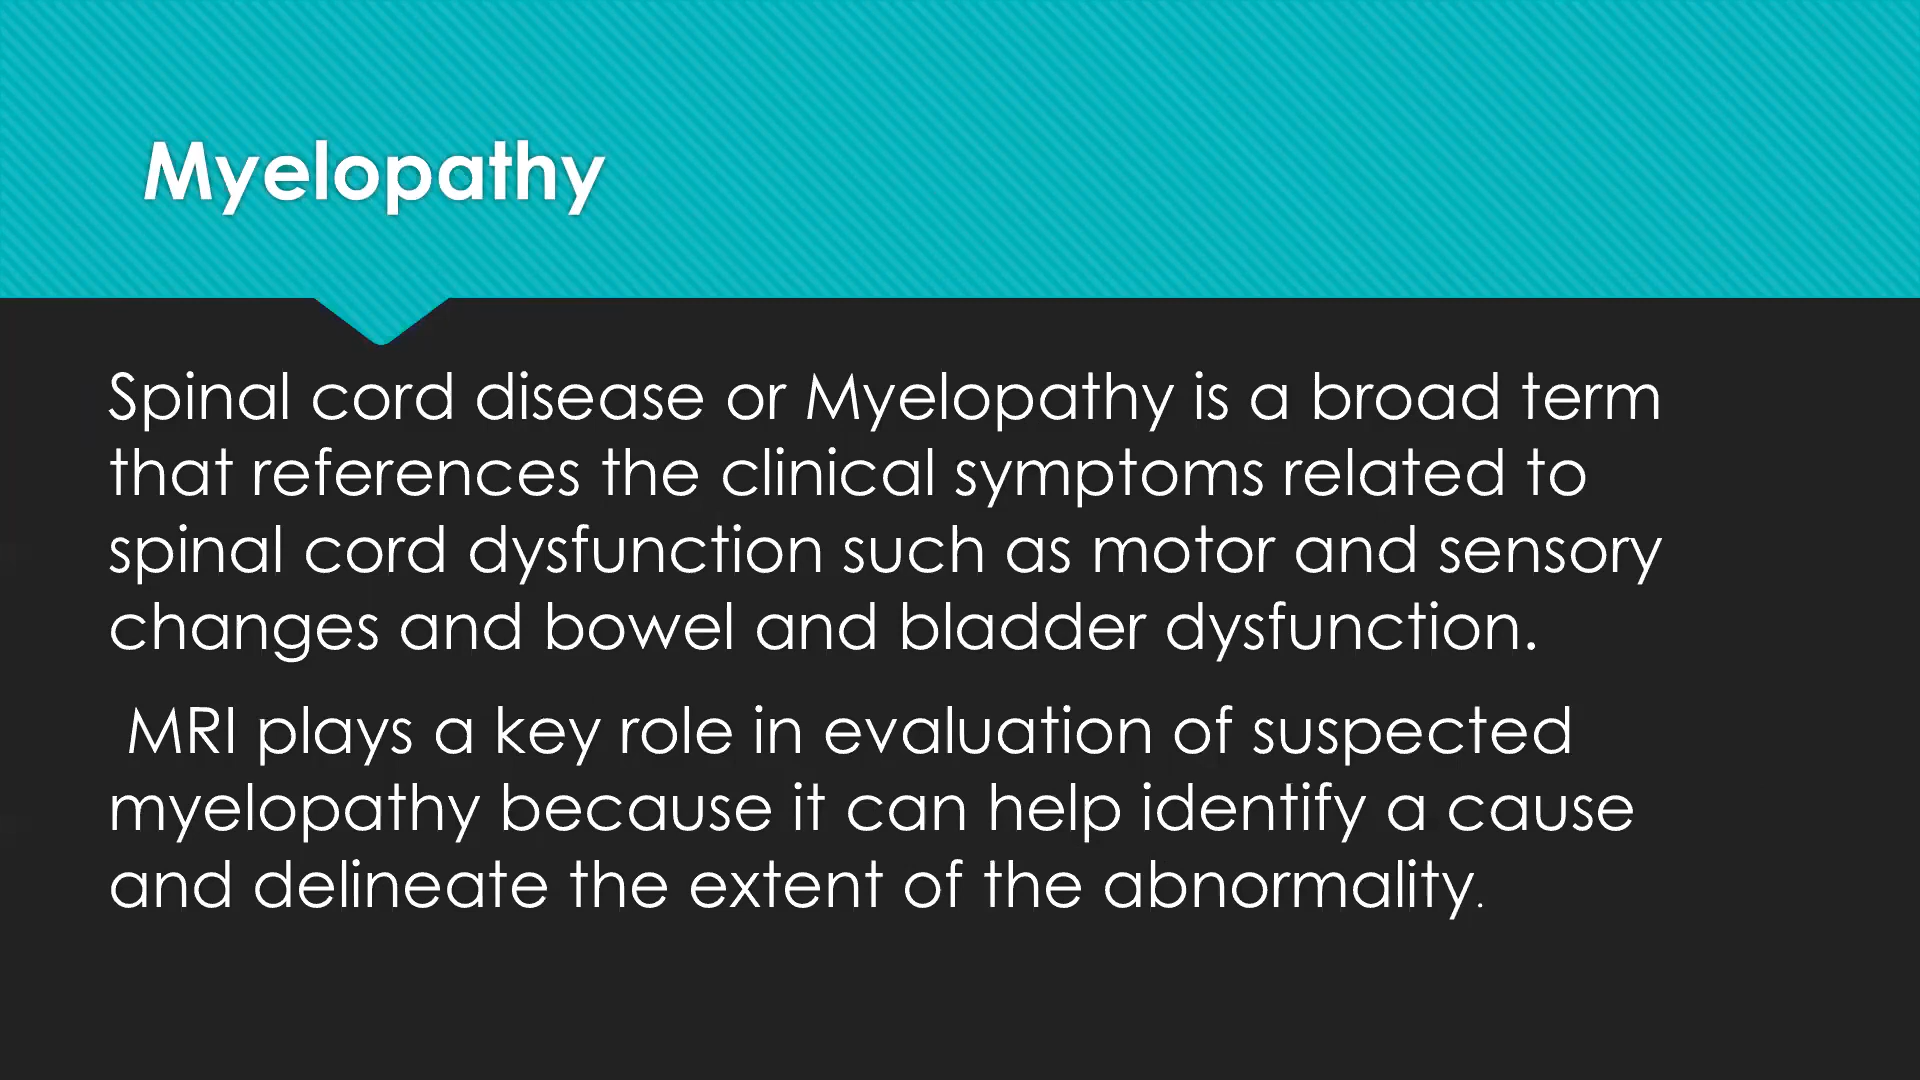 Myelopathy
Spinal cord disease or Myelopathy is a broad term
that references the clinical symptoms related to
spinal cord dysfunction such as motor and sensory
changes and bowel and bladder dysfunction.
MRI plays a key role in evaluation of suspected
myelopathy because it can help identify a cause
and delineate the extent of the abnormality.